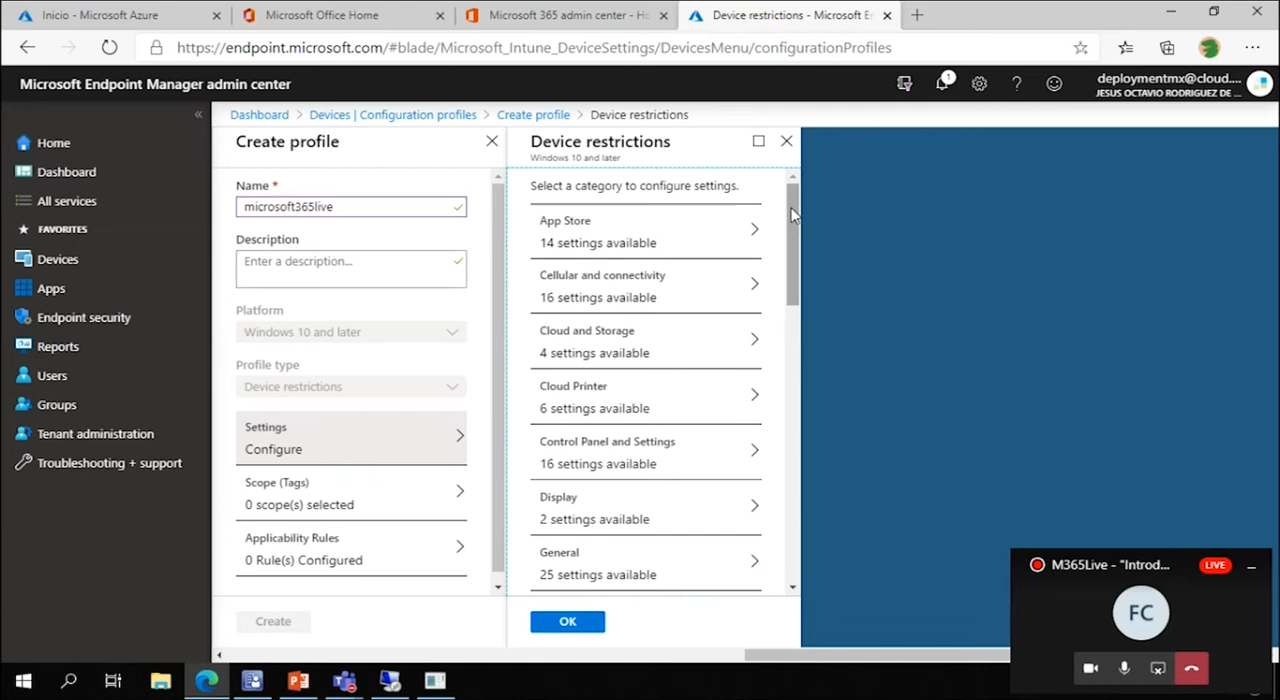 Inicio - Microsoft Azure
Microsoft Office Home
Microsoft 365 admin center - Ho
Device restrictions - Microsoft E
https://endpoint.microsoft.com/#blade/Microsoft_Intune_DeviceSettings/DevicesMenu/configurationProfiles
Microsoft Endpoint Manager admin center
1
deploymentmx@cloud....
JESUS OCTAVIO RODRIGUEZ DE ...
Home
Dashboard
All services
FAVORITES
Devices
Apps
Endpoint security
Reports
Users
Groups
Tenant administration
Troubleshooting + support
Dashboard > Devices | Configuration profiles > Create profile > Device restrictions
Create profile
Name *
microsoft365live
Description
Enter a description...
Platform
Windows 10 and later
Profile type
Device restrictions
Settings
Configure
Scope (Tags)
0 scope(s) selected
Applicability Rules
0 Rule(s) Configured
Create
Device restrictions
Windows 10 and later
Select a category to configure settings.
App Store
14 settings available
Cellular and connectivity
16 settings available
Cloud and Storage
4 settings available
Cloud Printer
6 settings available
Control Panel and Settings
16 settings available
Display
2 settings available
General
25 settings available
OK
M365Live - "Introd...
LIVE
FC